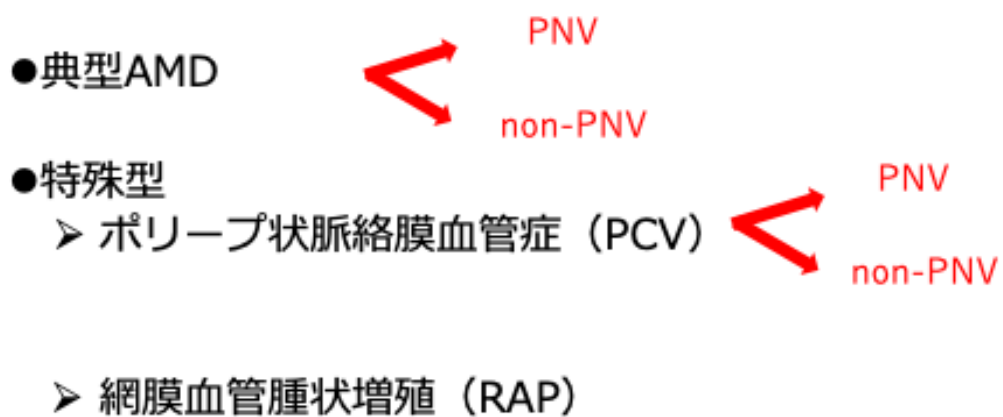 PNV
●典型AMD
non-PNV
●特殊型
PNV
➢ ポリープ状脈絡膜血管症（PCV）
non-PNV
➢ 網膜血管腫状増殖（RAP）